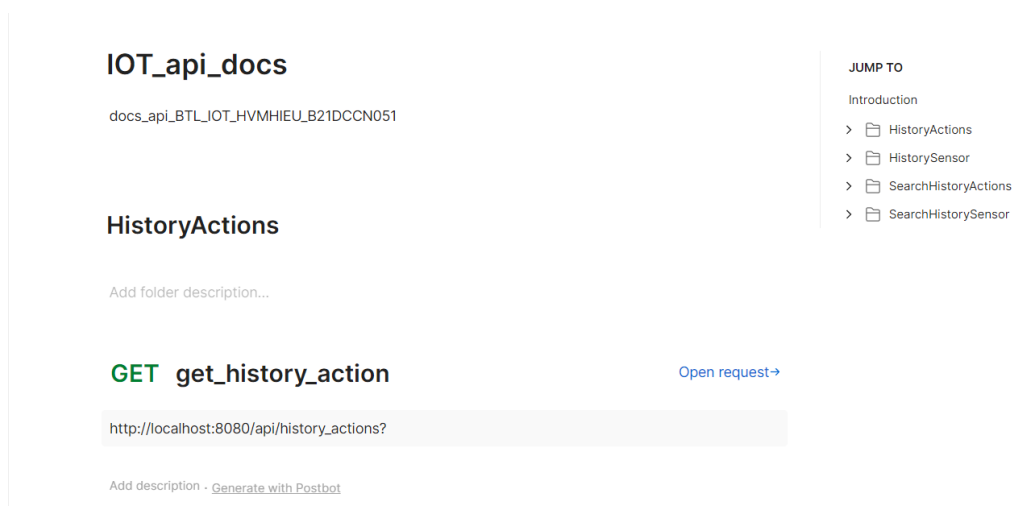 IOT_api_docs
docs_api_BTL_IOT_HVMHIEU_B21DCCN051
HistoryActions
Add folder description...
GET get_history_action
Open request→
http://localhost:8080/api/history_actions?
Add description · Generate with Postbot
JUMP TO
Introduction
HistoryActions
HistorySensor
SearchHistoryActions
SearchHistorySensor